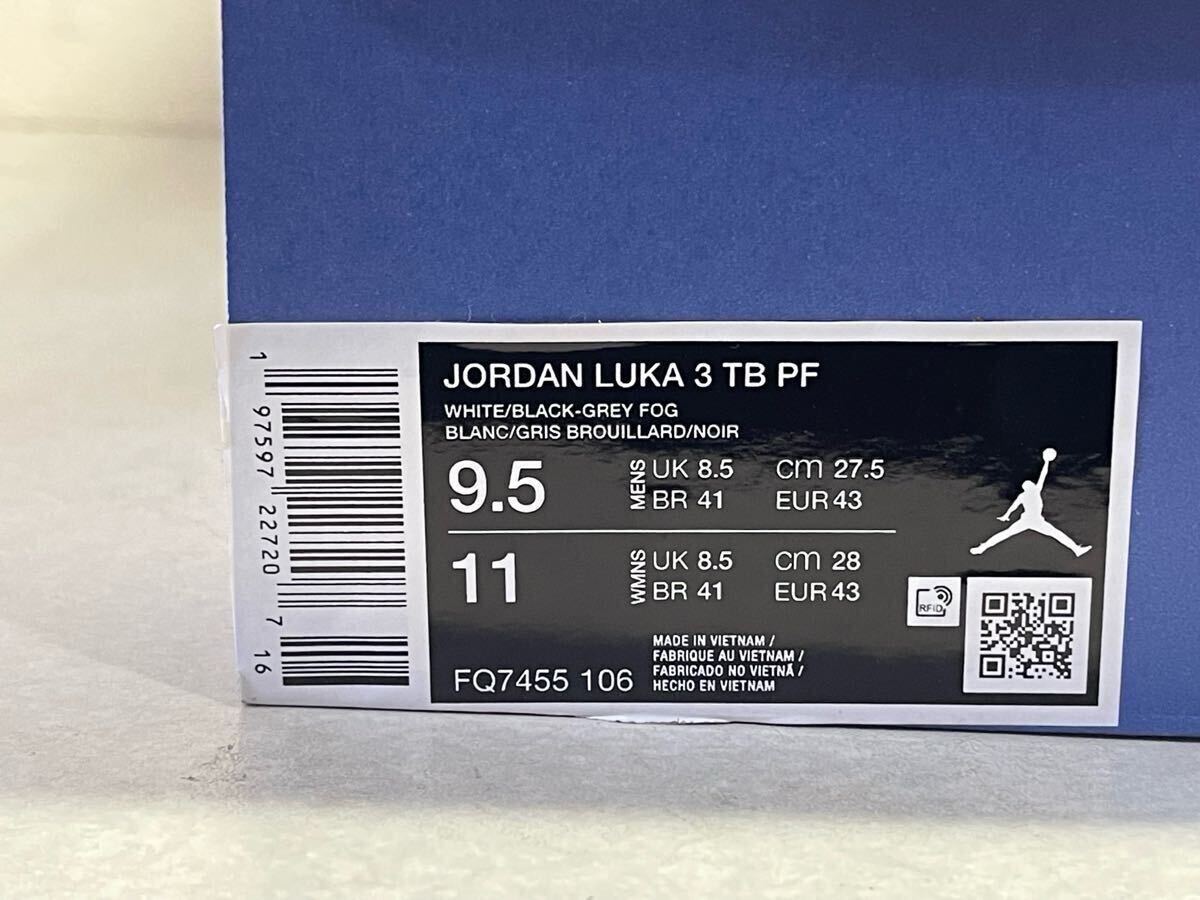 JORDAN LUKA 3 TB PF
WHITE/BLACK-GREY FOG
BLANC/GRIS BROUILLARD/NOIR
9.5 MENS UK 8.5 cm 27.5
BR 41 EUR 43
11 WMNS UK 8.5 cm 28
BR 41 EUR 43
FQ7455 106
MADE IN VIETNAM /
FABRIQUE AU VIETNAM /
FABRICADO NO VIETNÃ /
HECHO EN VIETNAM
RFID
1 97597 22720 7 16